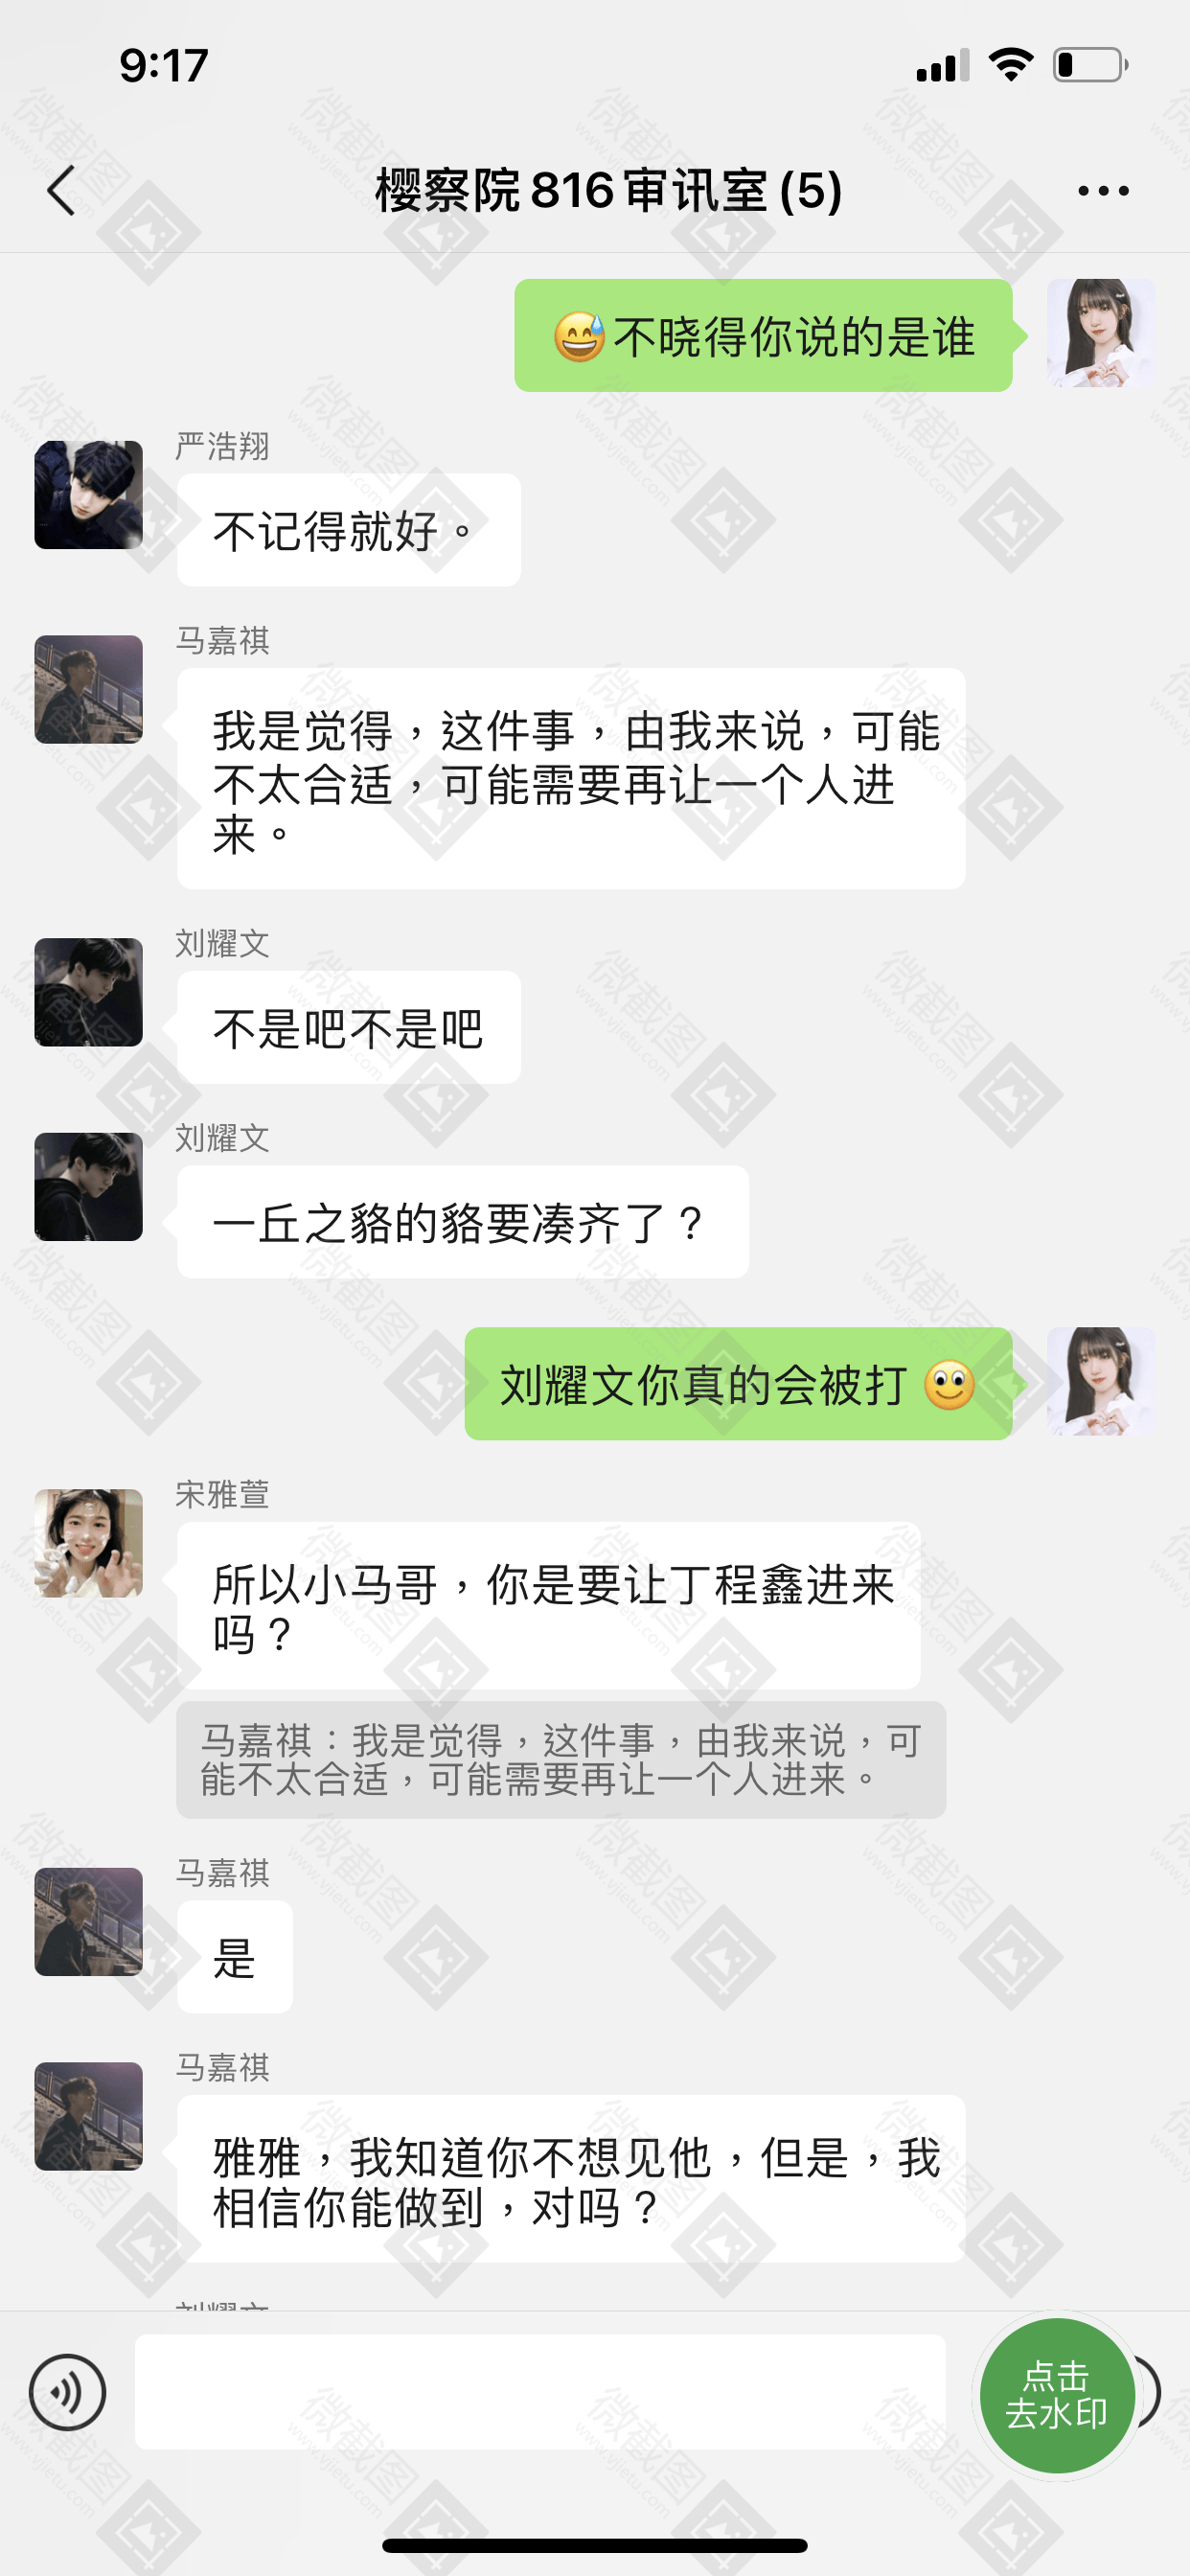 9:17
樱察院816审讯室(5)
😅不晓得你说的是谁
严浩翔
不记得就好。
马嘉祺
我是觉得，这件事，由我来说，可能
不太合适，可能需要再让一个人进
来。
刘耀文
不是吧不是吧
刘耀文
一丘之貉的貉要凑齐了？
刘耀文你真的会被打 🙂
宋雅萱
所以小马哥，你是要让丁程鑫进来
吗？
马嘉祺：我是觉得，这件事，由我来说，可
能不太合适，可能需要再让一个人进来。
马嘉祺
是
马嘉祺
雅雅，我知道你不想见他，但是，我
相信你能做到，对吗？
刘耀文
点击
去水印
微截图
www.vjietu.com